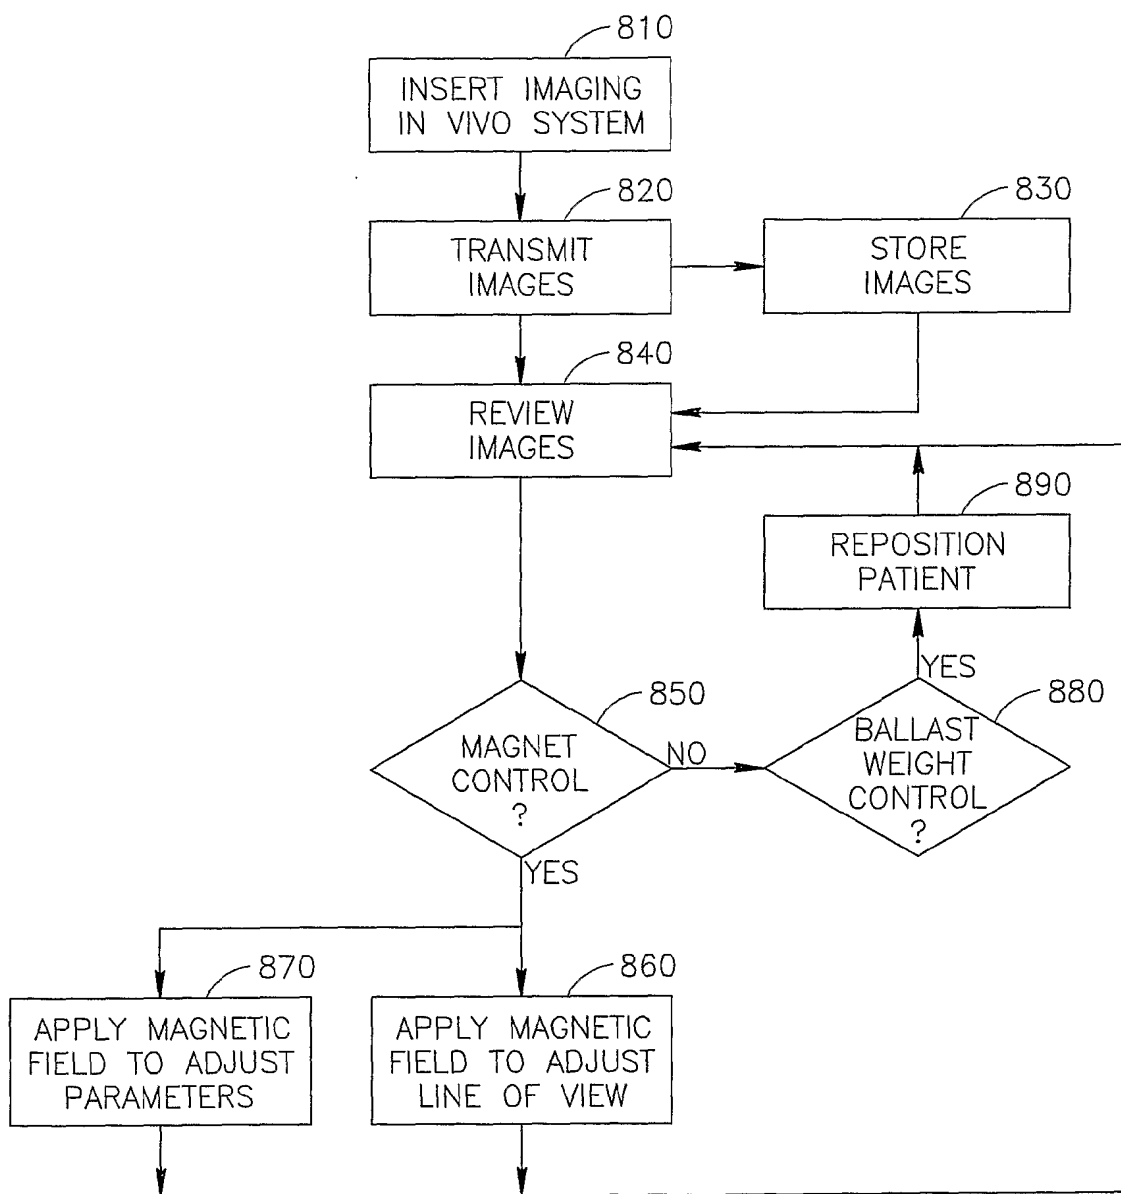 810
INSERT IMAGING
IN VIVO SYSTEM
820
TRANSMIT
IMAGES
830
STORE
IMAGES
840
REVIEW
IMAGES
890
REPOSITION
PATIENT
YES
850
MAGNET
CONTROL
?
NO
880
BALLAST
WEIGHT
CONTROL
?
YES
870
APPLY MAGNETIC
FIELD TO ADJUST
PARAMETERS
860
APPLY MAGNETIC
FIELD TO ADJUST
LINE OF VIEW